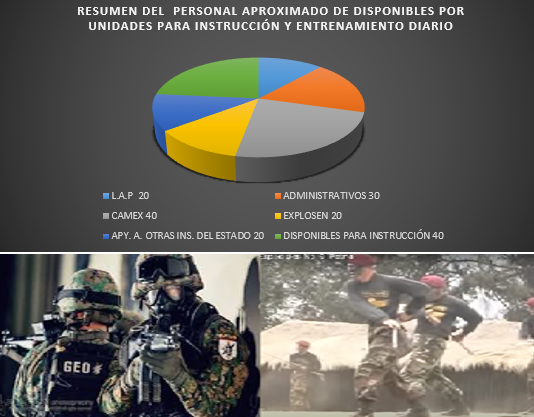 RESUMEN DEL PERSONAL APROXIMADO DE DISPONIBLES POR
UNIDADES PARA INSTRUCCIÓN Y ENTRENAMIENTO DIARIO
L.A.P 20
ADMINISTRATIVOS 30
CAMEX 40
EXPLOSEN 20
APY. A. OTRAS INS. DEL ESTADO 20
DISPONIBLES PARA INSTRUCCIÓN 40
GEO